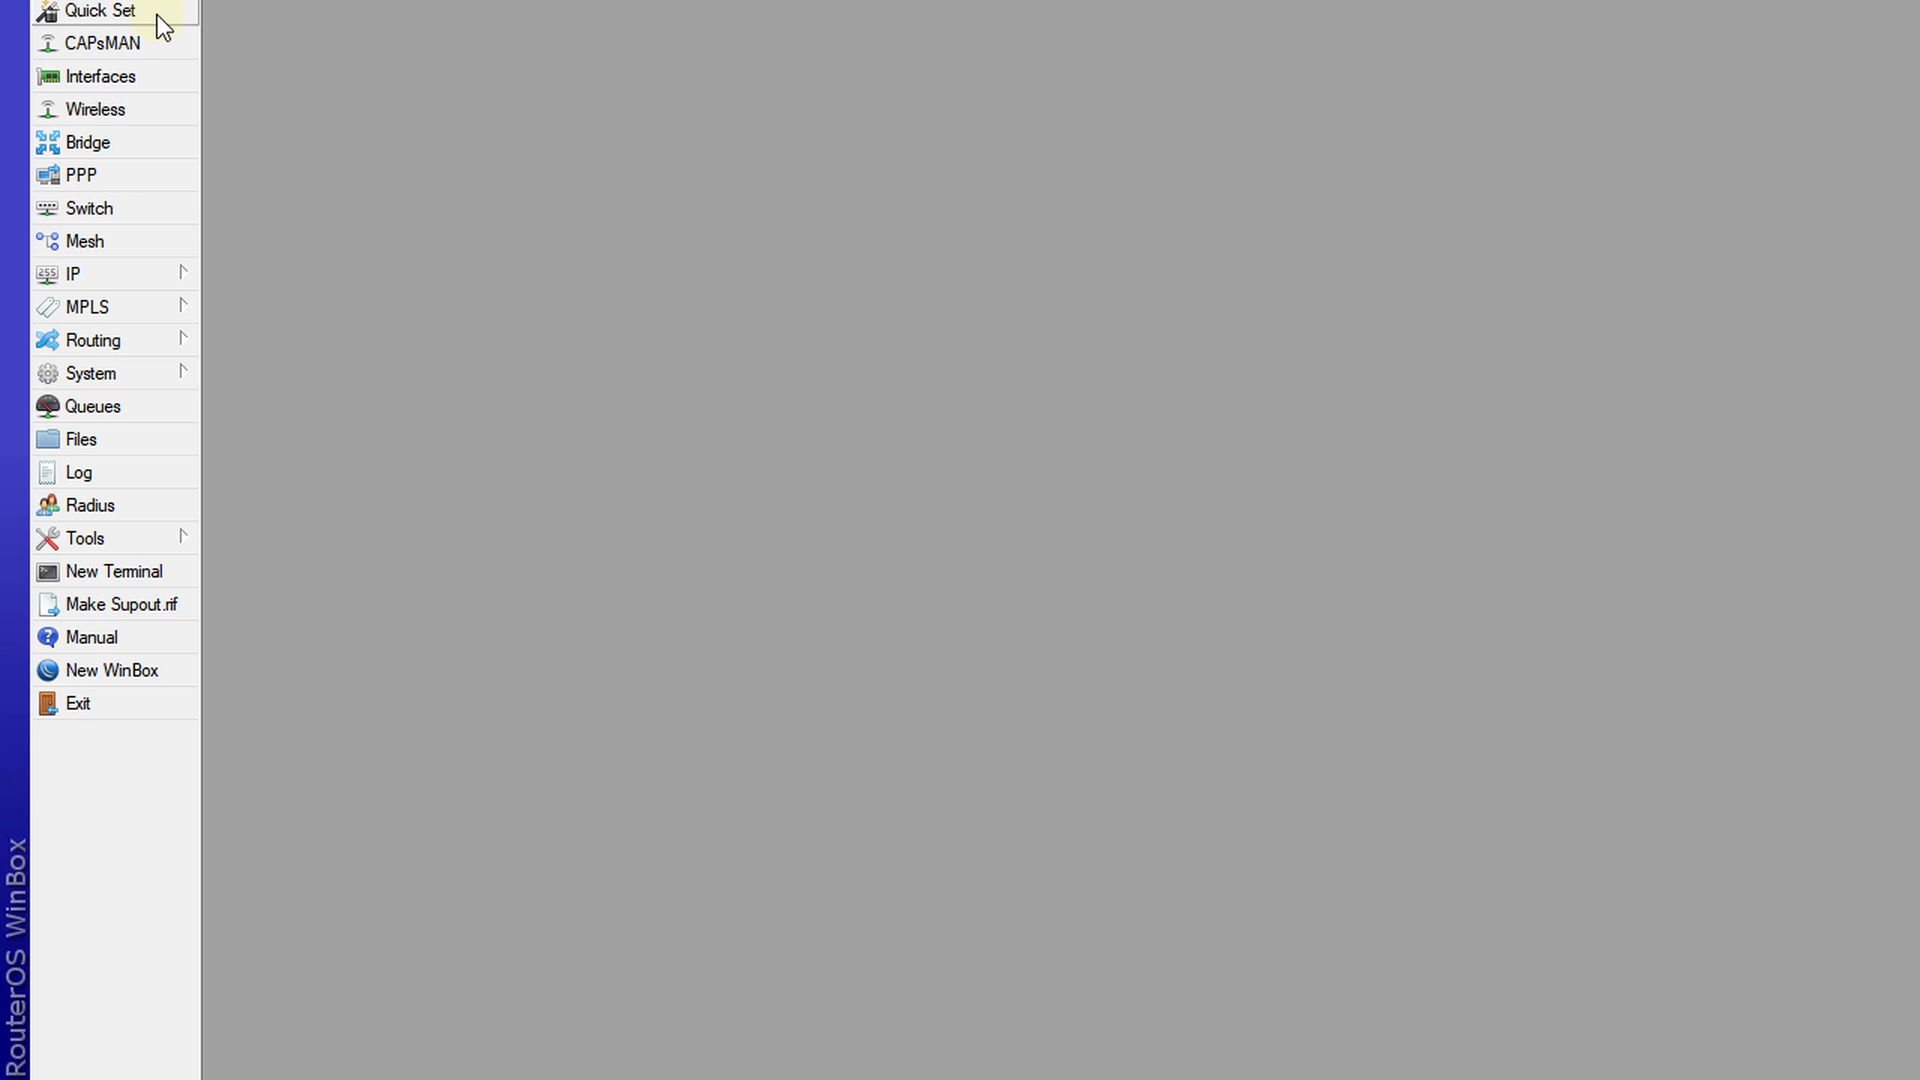 Quick Set
CAPsMAN
Interfaces
Wireless
Bridge
PPP
Switch
Mesh
255
IP
MPLS
Routing
System
Queues
Files
Log
Radius
Tools
New Terminal
Make Supout.rif
Manual
New WinBox
Exit
RouterOS WinBox